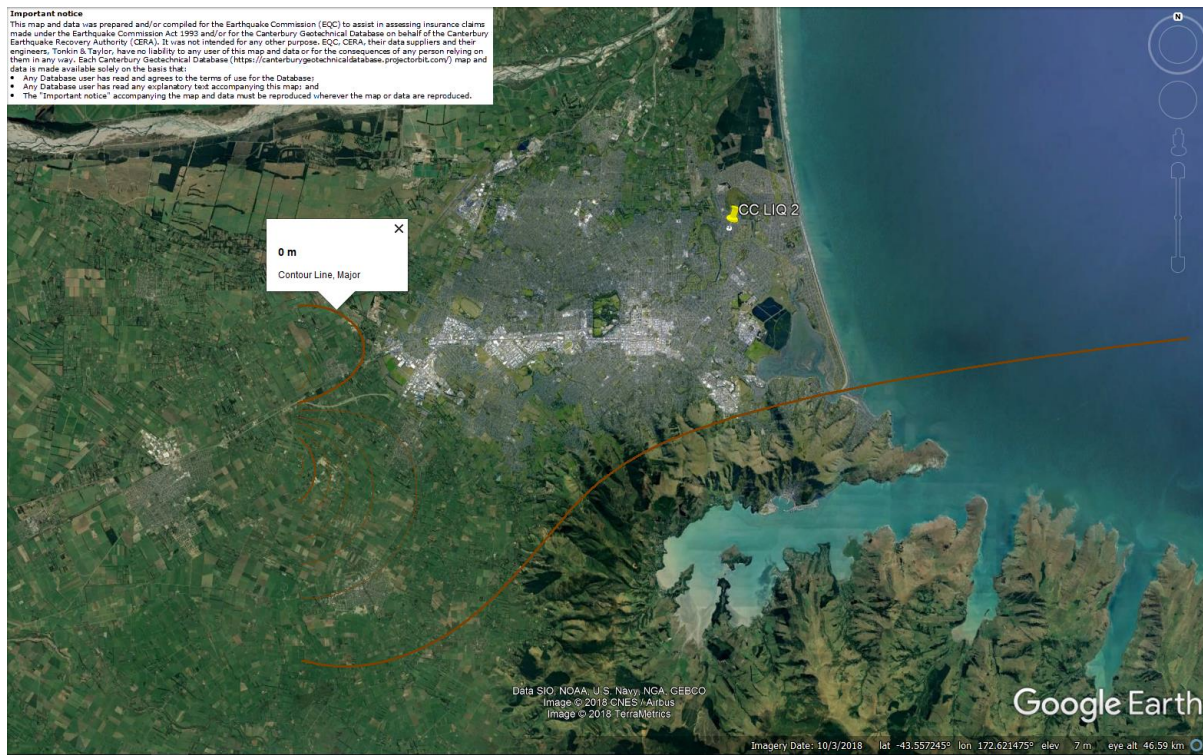 Important notice
This map and data was prepared and/or compiled for the Earthquake Commission (EQC) to assist in assessing insurance claims
made under the Earthquake Commission Act 1993 and/or for the Canterbury Geotechnical Database on behalf of the Canterbury
Earthquake Recovery Authority (CERA). It was not intended for any other purpose. EQC, CERA, their data suppliers and their
engineers, Tonkin & Taylor, have no liability to any user of this map and data or for the consequences of any person relying on
them in any way. Each Canterbury Geotechnical Database (https://canterburygeotechnicaldatabase.projectorbit.com/) map and
data is made available solely on the basis that:
• Any Database user has read and agrees to the terms of use for the Database;
• Any Database user has read any explanatory text accompanying this map; and
• The "Important notice" accompanying the map and data must be reproduced wherever the map or data are reproduced.
N
CC LIQ 2
0 m
Contour Line, Major
Data SIO, NOAA, U.S. Navy, NGA, GEBCO
Image © 2018 CNES / Airbus
Image © 2018 TerraMetrics
Google Earth
Imagery Date: 10/3/2018 lat -43.557245° lon 172.621475° elev 7 m eye alt 46.59 km